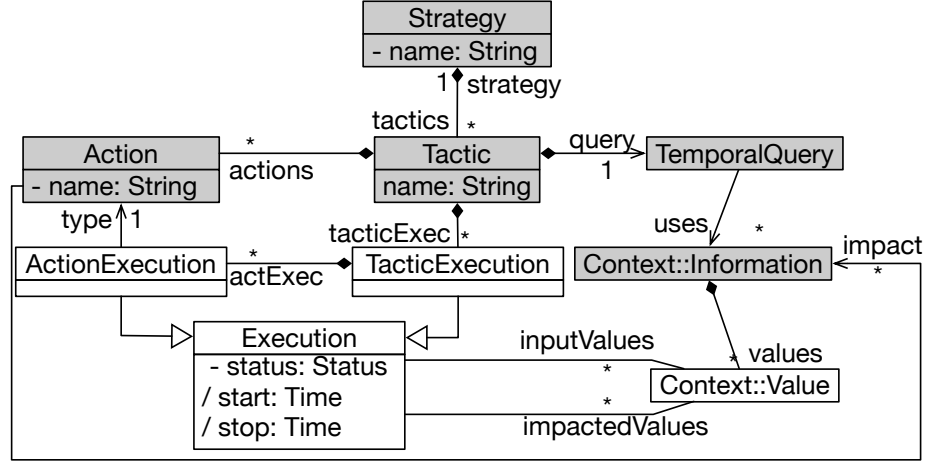 Strategy
- name: String
1
strategy
tactics
*
Action
- name: String
*
actions
Tactic
name: String
query
1
TemporalQuery
type
1
tacticExec
*
uses
*
impact
*
ActionExecution
*
actExec
TacticExecution
Context::Information
Execution
- status: Status
/ start: Time
/ stop: Time
inputValues
*
* values
Context::Value
*
impactedValues